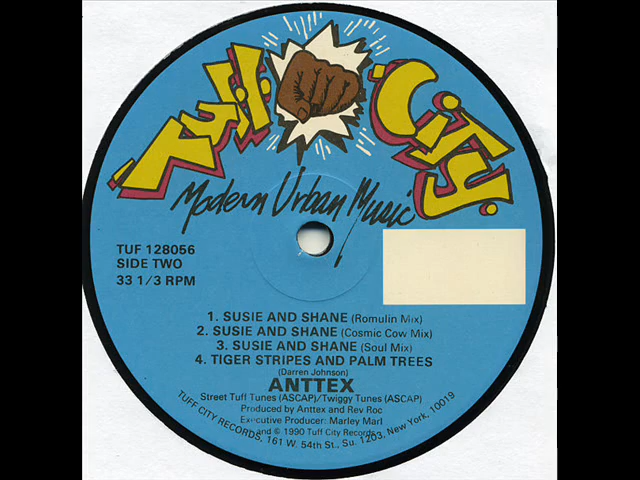 Tuff City
Modern Urban Music
TUF 128056
SIDE TWO
33 1/3 RPM
1. SUSIE AND SHANE (Romulin Mix)
2. SUSIE AND SHANE (Cosmic Cow Mix)
3. SUSIE AND SHANE (Soul Mix)
4. TIGER STRIPES AND PALM TREES
(Darren Johnson)
ANTTEX
Street Tuff Tunes (ASCAP)/Twiggy Tunes (ASCAP)
Produced by Anttex and Rev Roc
Executive Producer: Marley Marl
and © 1990 Tuff City Records
TUFF CITY RECORDS, 161 W. 54th St., Su. 1203, New York, 10019